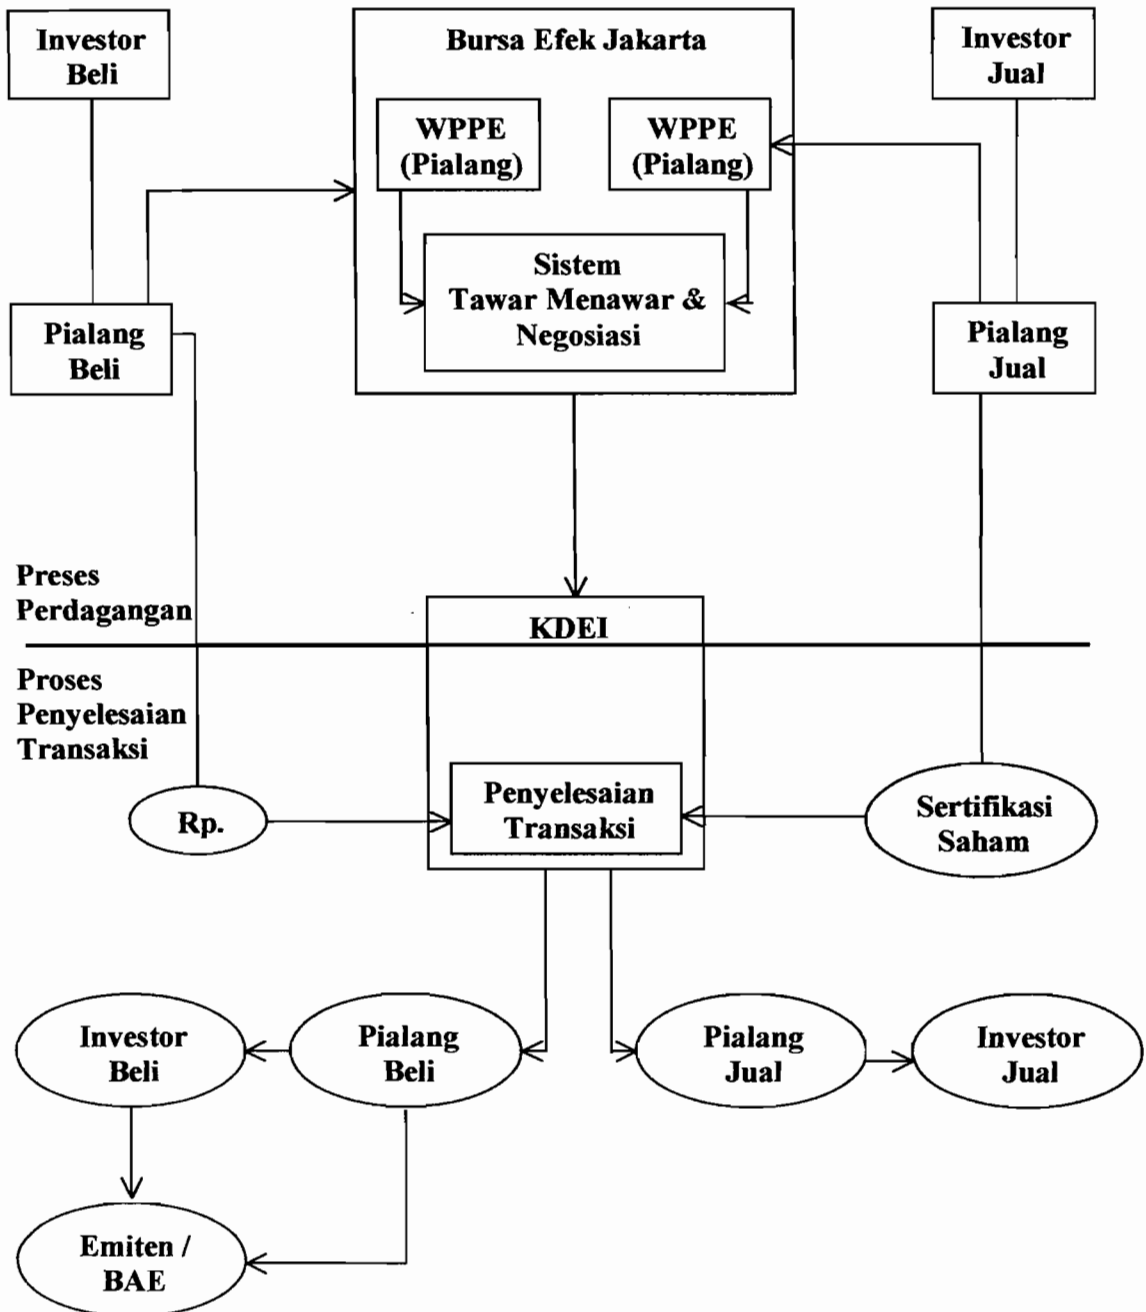 Investor
Beli
Bursa Efek Jakarta
Investor
Jual
WPPE
(Pialang)
WPPE
(Pialang)
Sistem
Tawar Menawar &
Negosiasi
Pialang
Beli
Pialang
Jual
Preses
Perdagangan
KDEI
Proses
Penyelesaian
Transaksi
Rp.
Penyelesaian
Transaksi
Sertifikasi
Saham
Investor
Beli
Pialang
Beli
Pialang
Jual
Investor
Jual
Emiten /
BAE